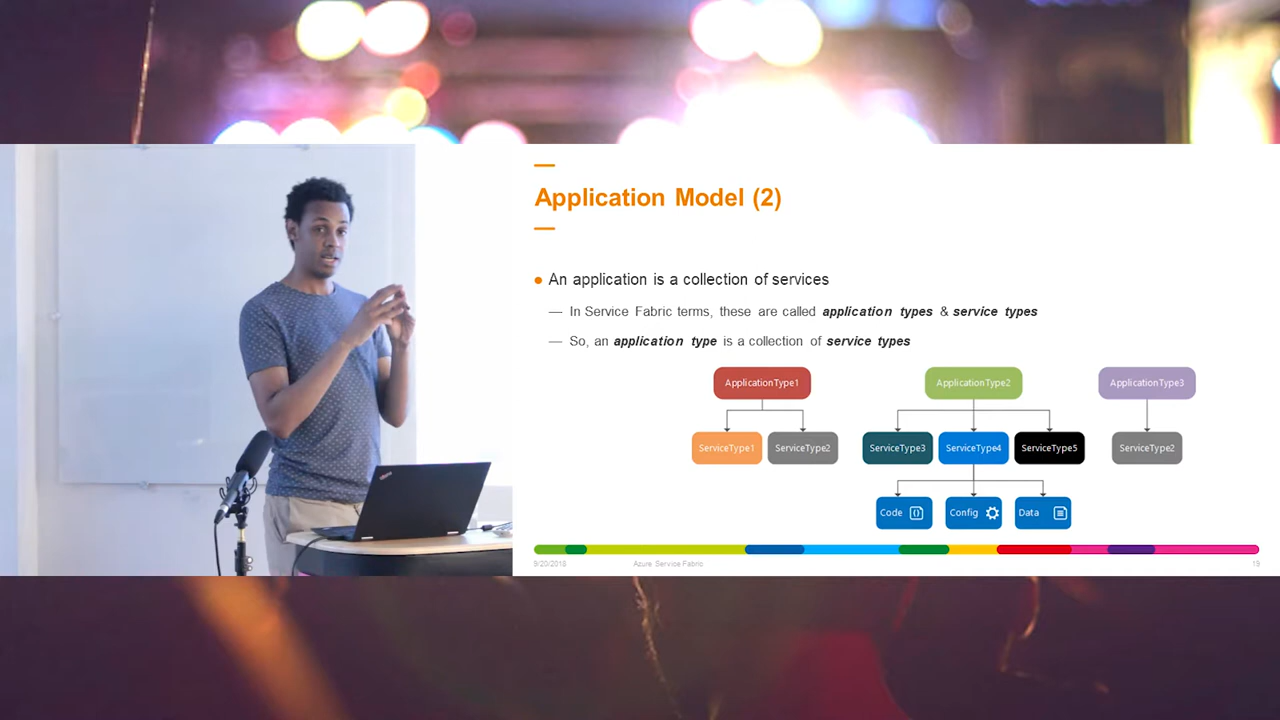 Application Model (2)
An application is a collection of services
— In Service Fabric terms, these are called application types & service types
— So, an application type is a collection of service types
ApplicationType1
ApplicationType2
ApplicationType3
ServiceType1
ServiceType2
ServiceType3
ServiceType4
ServiceType5
ServiceType2
Code
Config
Data
9/20/2018
Azure Service Fabric
19